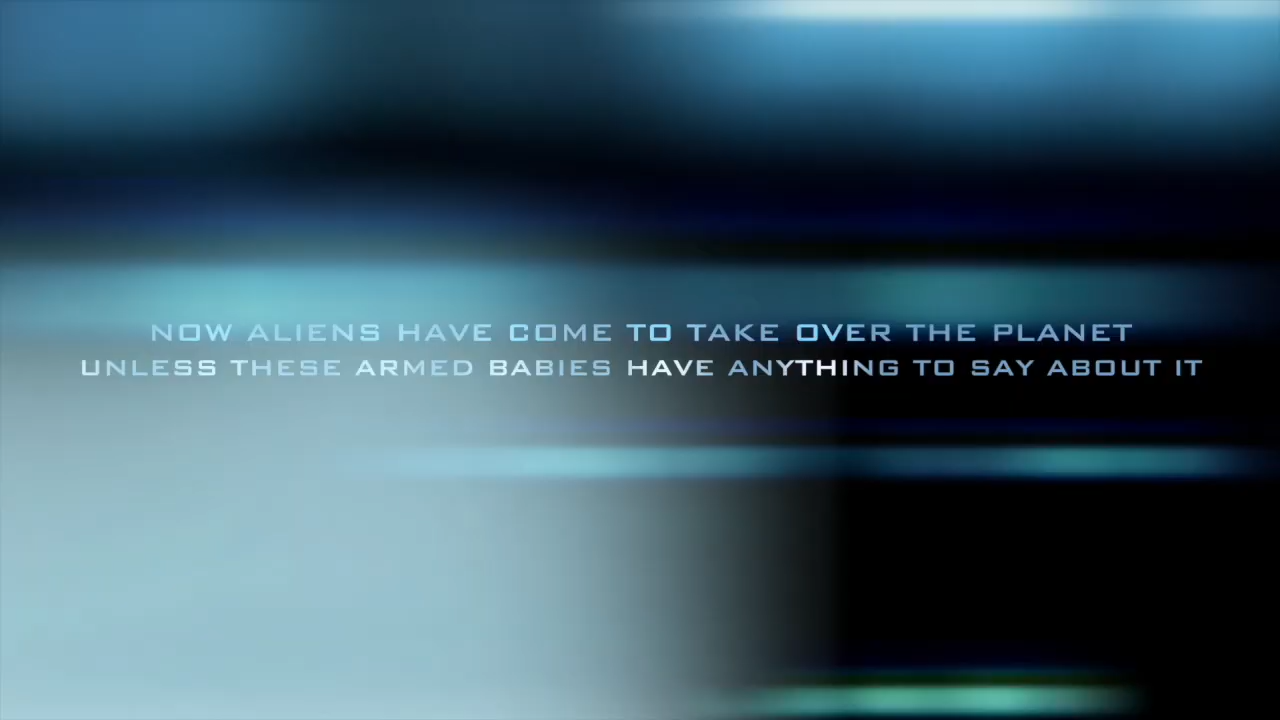 NOW ALIENS HAVE COME TO TAKE OVER THE PLANET
UNLESS THESE ARMED BABIES HAVE ANYTHING TO SAY ABOUT IT